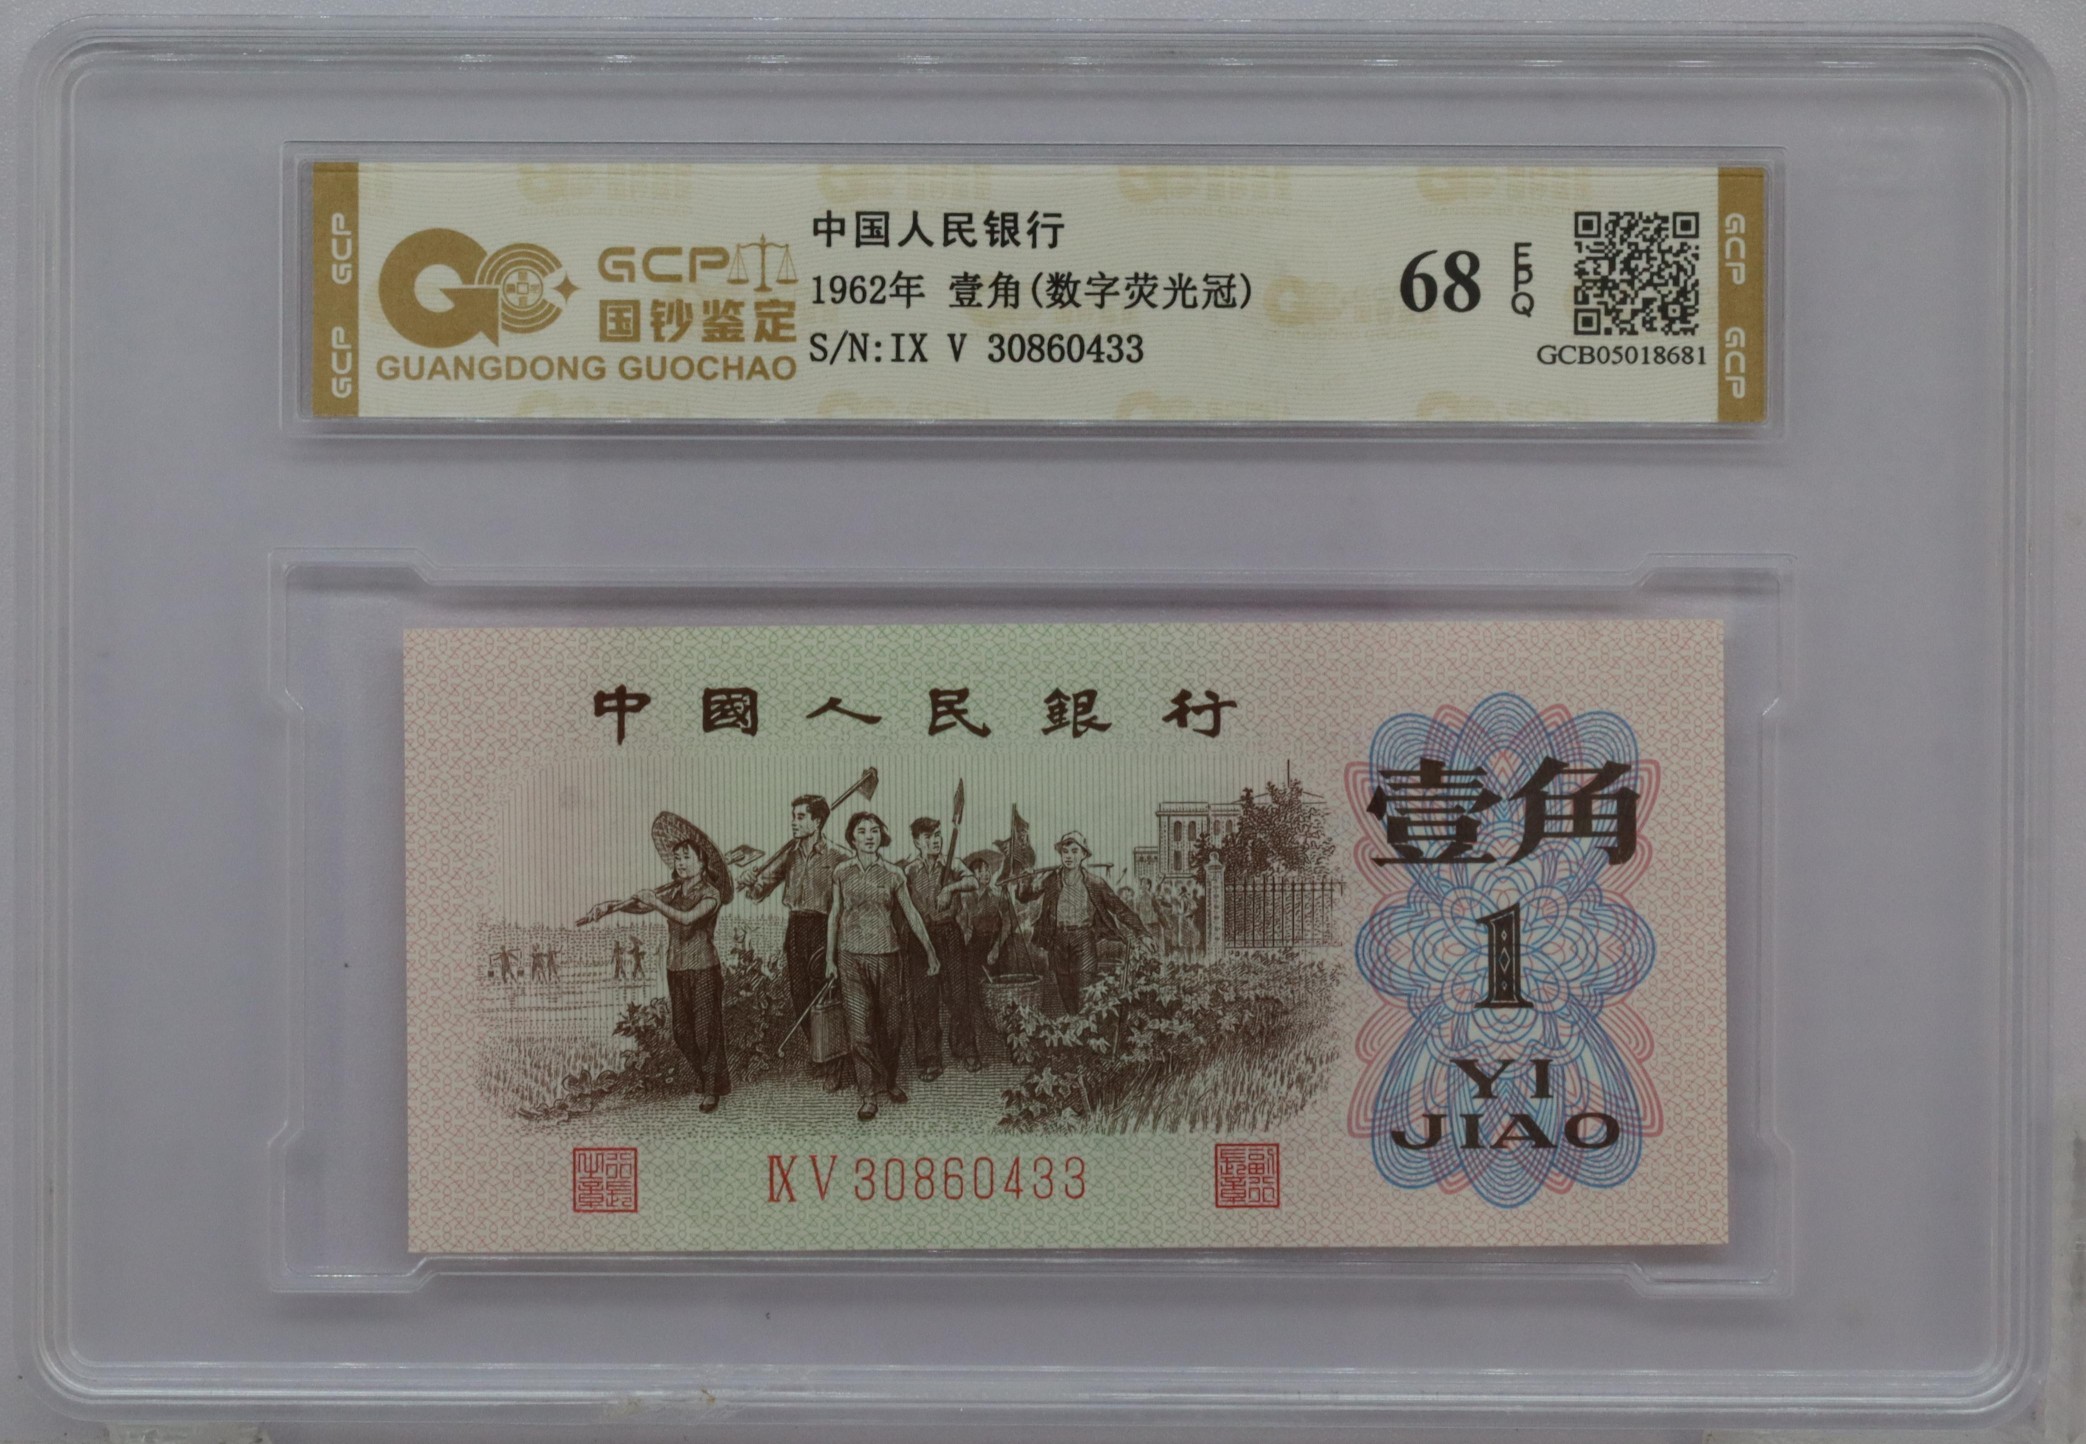 GCP
GCP
GCP
国钞鉴定
GUANGDONG GUOCHAO
中国人民银行
1962年 壹角(数字荧光冠)
S/N:IX V 30860433
68 EPQ
GCB05018681
GCP
GCP
中國人民銀行
壹角
1
YI
JIAO
IX V 30860433